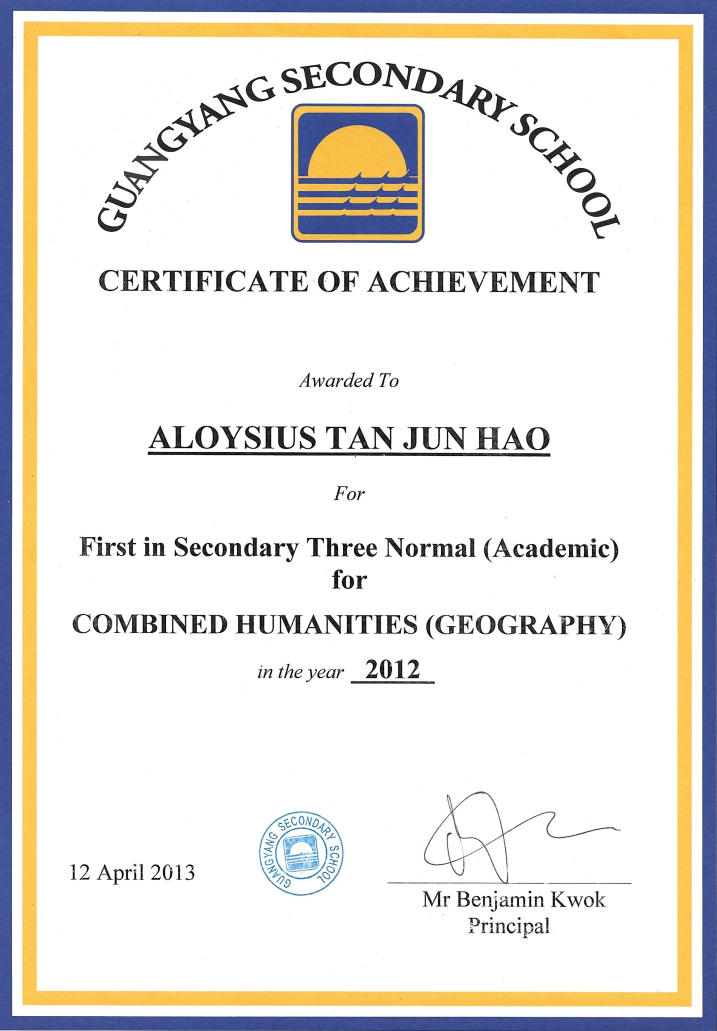 GUANGYANG SECONDARY SCHOOL
CERTIFICATE OF ACHIEVEMENT
Awarded To
ALOYSIUS TAN JUN HAO
For
First in Secondary Three Normal (Academic)
for
COMBINED HUMANITIES (GEOGRAPHY)
in the year 2012
12 April 2013
GUANGYANG SECONDARY SCHOOL
Mr Benjamin Kwok
Principal